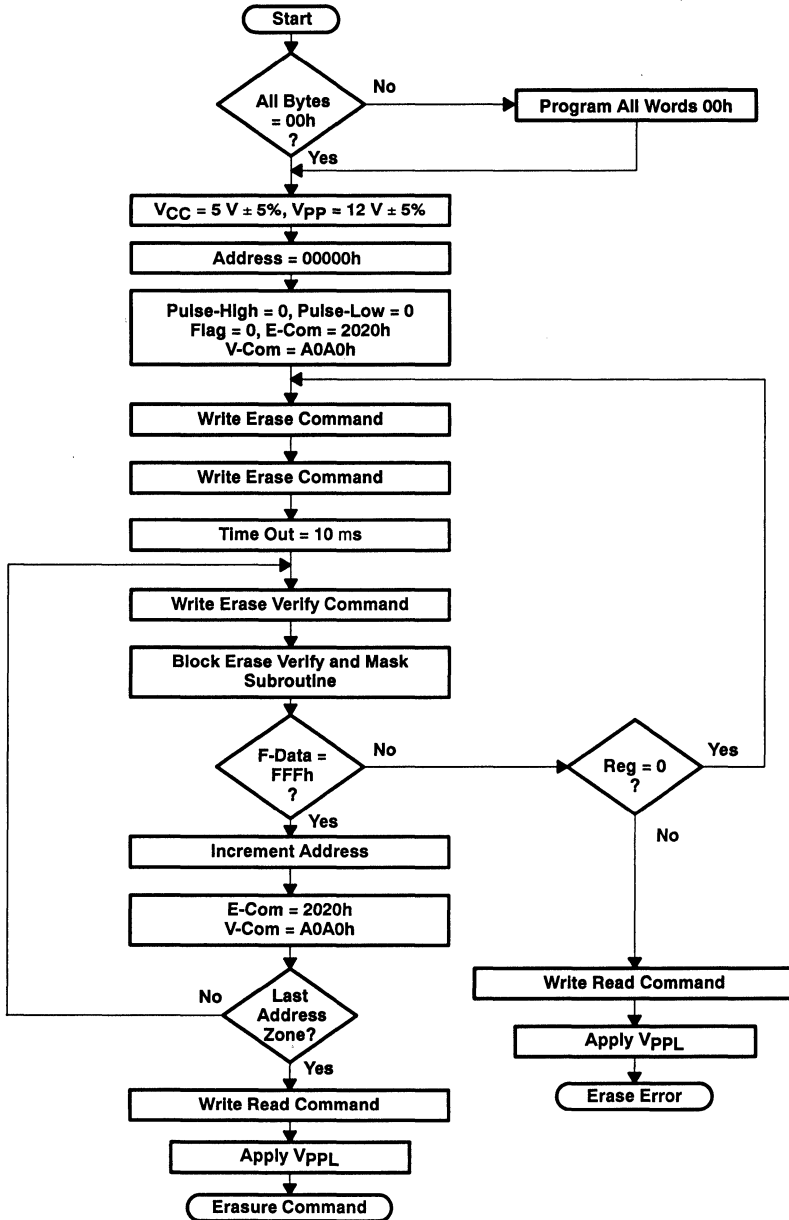 Start
All Bytes
= 00h
?
No
Program All Words 00h
Yes
VCC = 5 V ± 5%, VPP = 12 V ± 5%
Address = 00000h
Pulse-High = 0, Pulse-Low = 0
Flag = 0, E-Com = 2020h
V-Com = A0A0h
Write Erase Command
Write Erase Command
Time Out = 10 ms
Write Erase Verify Command
Block Erase Verify and Mask
Subroutine
F-Data =
FFFh
?
No
Reg = 0
?
Yes
Yes
No
Increment Address
E-Com = 2020h
V-Com = A0A0h
No
Last
Address
Zone?
Write Read Command
Yes
Apply VPPL
Write Read Command
Erase Error
Apply VPPL
Erasure Command